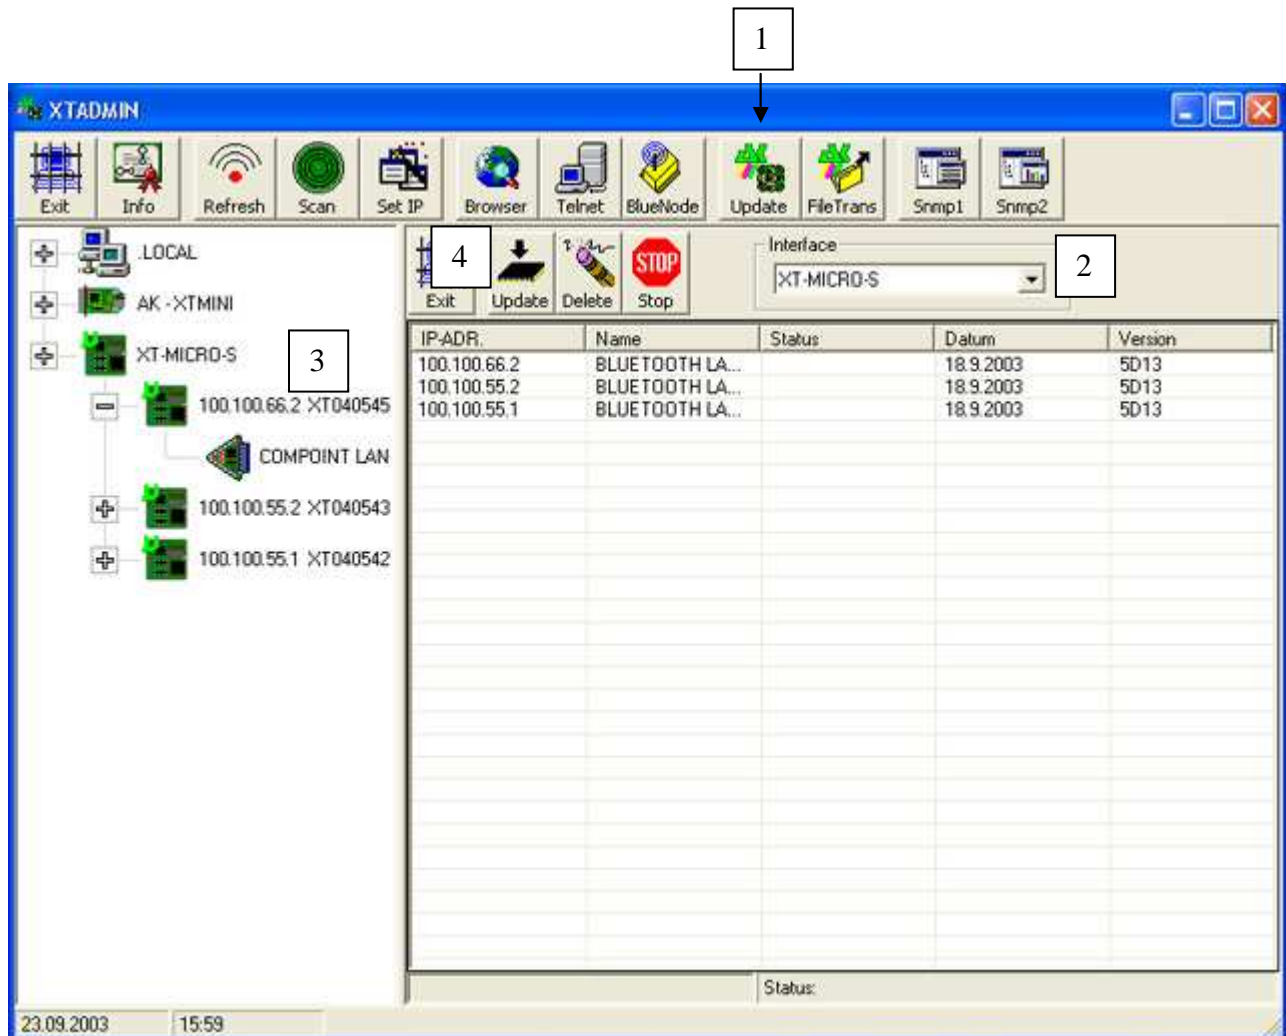 1
XTADMIN
Exit Info Refresh Scan Set IP Browser Telnet BlueNode Update FileTrans Snmp1 Snmp2
.LOCAL
AK -XTMINI
XT-MICRO-S
3
100.100.66.2 XT040545
COMPOINT LAN
100.100.55.2 XT040543
100.100.55.1 XT040542
4
Exit Update Delete Stop
STOP
Interface
XT-MICRO-S
2
IP-ADR. Name Status Datum Version
100.100.66.2 BLUETOOTH LA... 18.9.2003 5D13
100.100.55.2 BLUETOOTH LA... 18.9.2003 5D13
100.100.55.1 BLUETOOTH LA... 18.9.2003 5D13
Status:
23.09.2003 15:59